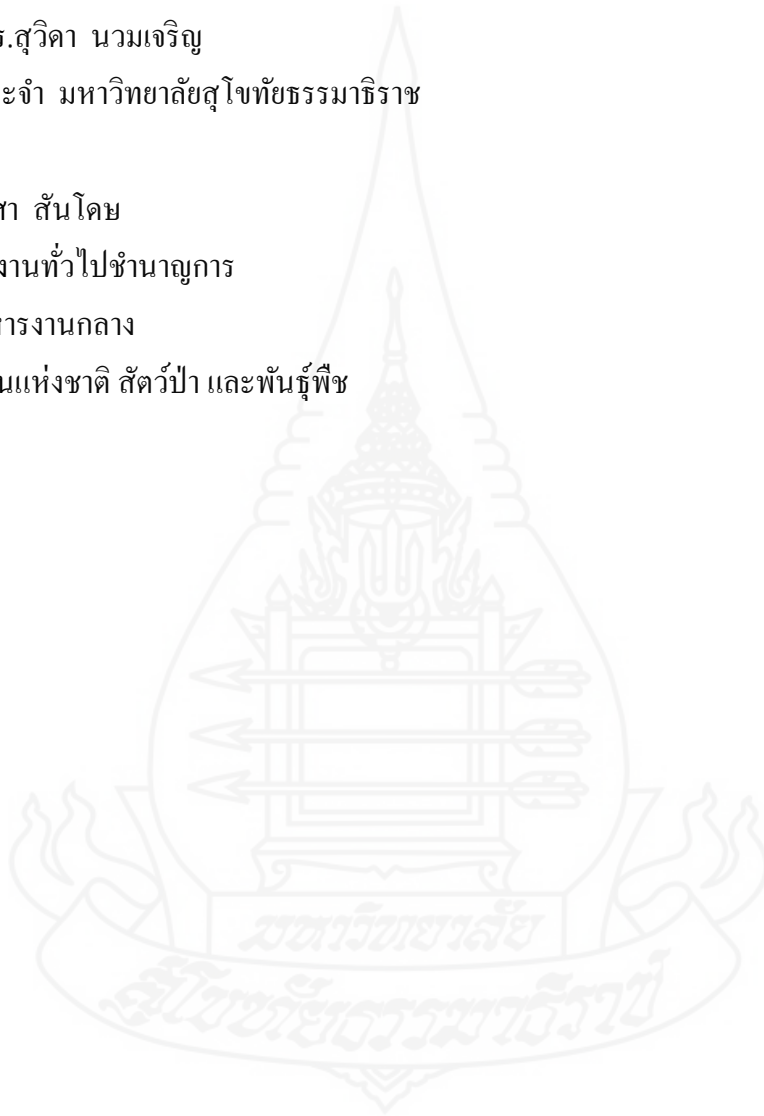 ร.สุวิดา นวมเจริญ
ะจำ มหาวิทยาลัยสุโขทัยธรรมาธิราช
ศา สันโดษ
งานทั่วไปชำนาญการ
หารงานกลาง
นแห่งชาติ สัตว์ป่า และพันธุ์พืช
มหาวิทยาลัย
สุโขทัยธรรมาธิราช